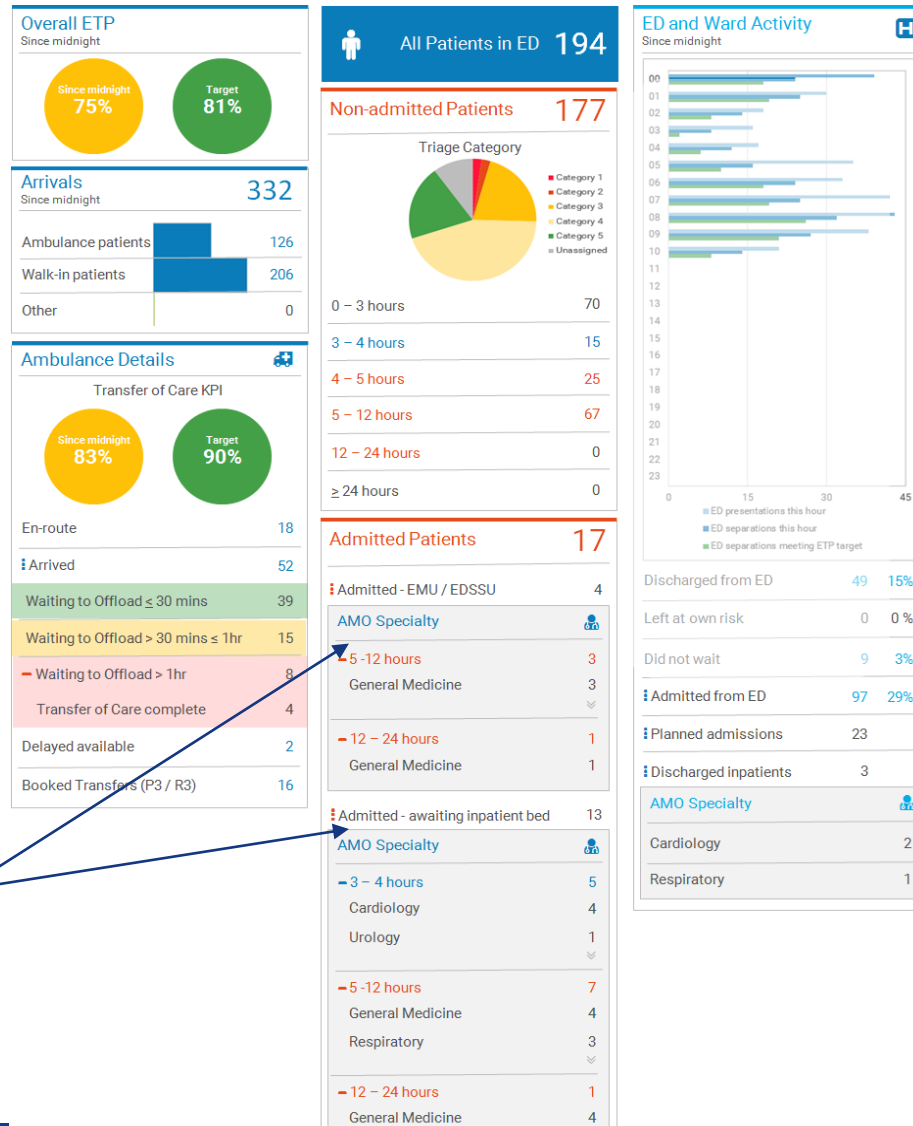 Overall ETP
Since midnight
Since midnight
75%
Target
81%
Arrivals
Since midnight
332
Ambulance patients 126
Walk-in patients 206
Other 0
Ambulance Details
Transfer of Care KPI
Since midnight
83%
Target
90%
En-route 18
Arrived 52
Waiting to Offload ≤ 30 mins 39
Waiting to Offload > 30 mins ≤ 1hr 15
Waiting to Offload > 1hr 8
Transfer of Care complete 4
Delayed available 2
Booked Transfers (P3 / R3) 16
All Patients in ED 194
Non-admitted Patients 177
Triage Category
Category 1
Category 2
Category 3
Category 4
Category 5
Unassigned
0 – 3 hours 70
3 – 4 hours 15
4 – 5 hours 25
5 – 12 hours 67
12 – 24 hours 0
≥ 24 hours 0
Admitted Patients 17
Admitted - EMU / EDSSU 4
AMO Specialty
5 -12 hours 3
General Medicine 3
12 – 24 hours 1
General Medicine 1
Admitted - awaiting inpatient bed 13
AMO Specialty
3 – 4 hours 5
Cardiology 4
Urology 1
5 -12 hours 7
General Medicine 4
Respiratory 3
12 – 24 hours 1
General Medicine 4
ED and Ward Activity
H
Since midnight
00
01
02
03
04
05
06
07
08
09
10
11
12
13
14
15
16
17
18
19
20
21
22
23
0 15 30 45
ED presentations this hour
ED separations this hour
ED separations meeting ETP target
Discharged from ED 49 15%
Left at own risk 0 0 %
Did not wait 9 3%
Admitted from ED 97 29%
Planned admissions 23
Discharged inpatients 3
AMO Specialty
Cardiology 2
Respiratory 1